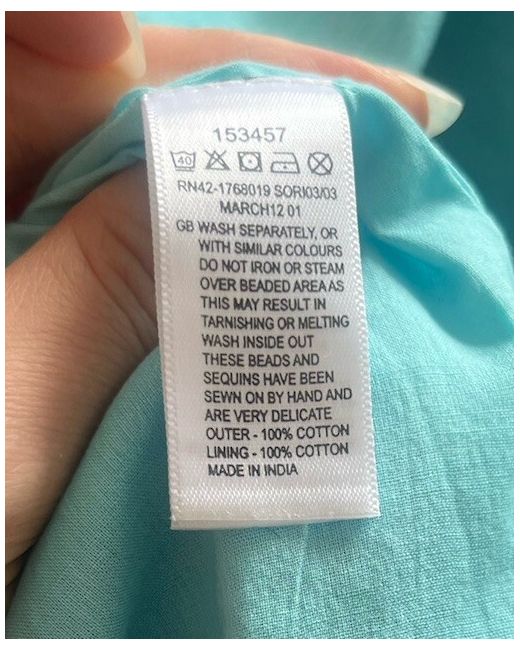 153457
40
RN42-1768019 SORI03/03
MARCH12 01
GB WASH SEPARATELY, OR
WITH SIMILAR COLOURS
DO NOT IRON OR STEAM
OVER BEADED AREA AS
THIS MAY RESULT IN
TARNISHING OR MELTING
WASH INSIDE OUT
THESE BEADS AND
SEQUINS HAVE BEEN
SEWN ON BY HAND AND
ARE VERY DELICATE
OUTER - 100% COTTON
LINING - 100% COTTON
MADE IN INDIA